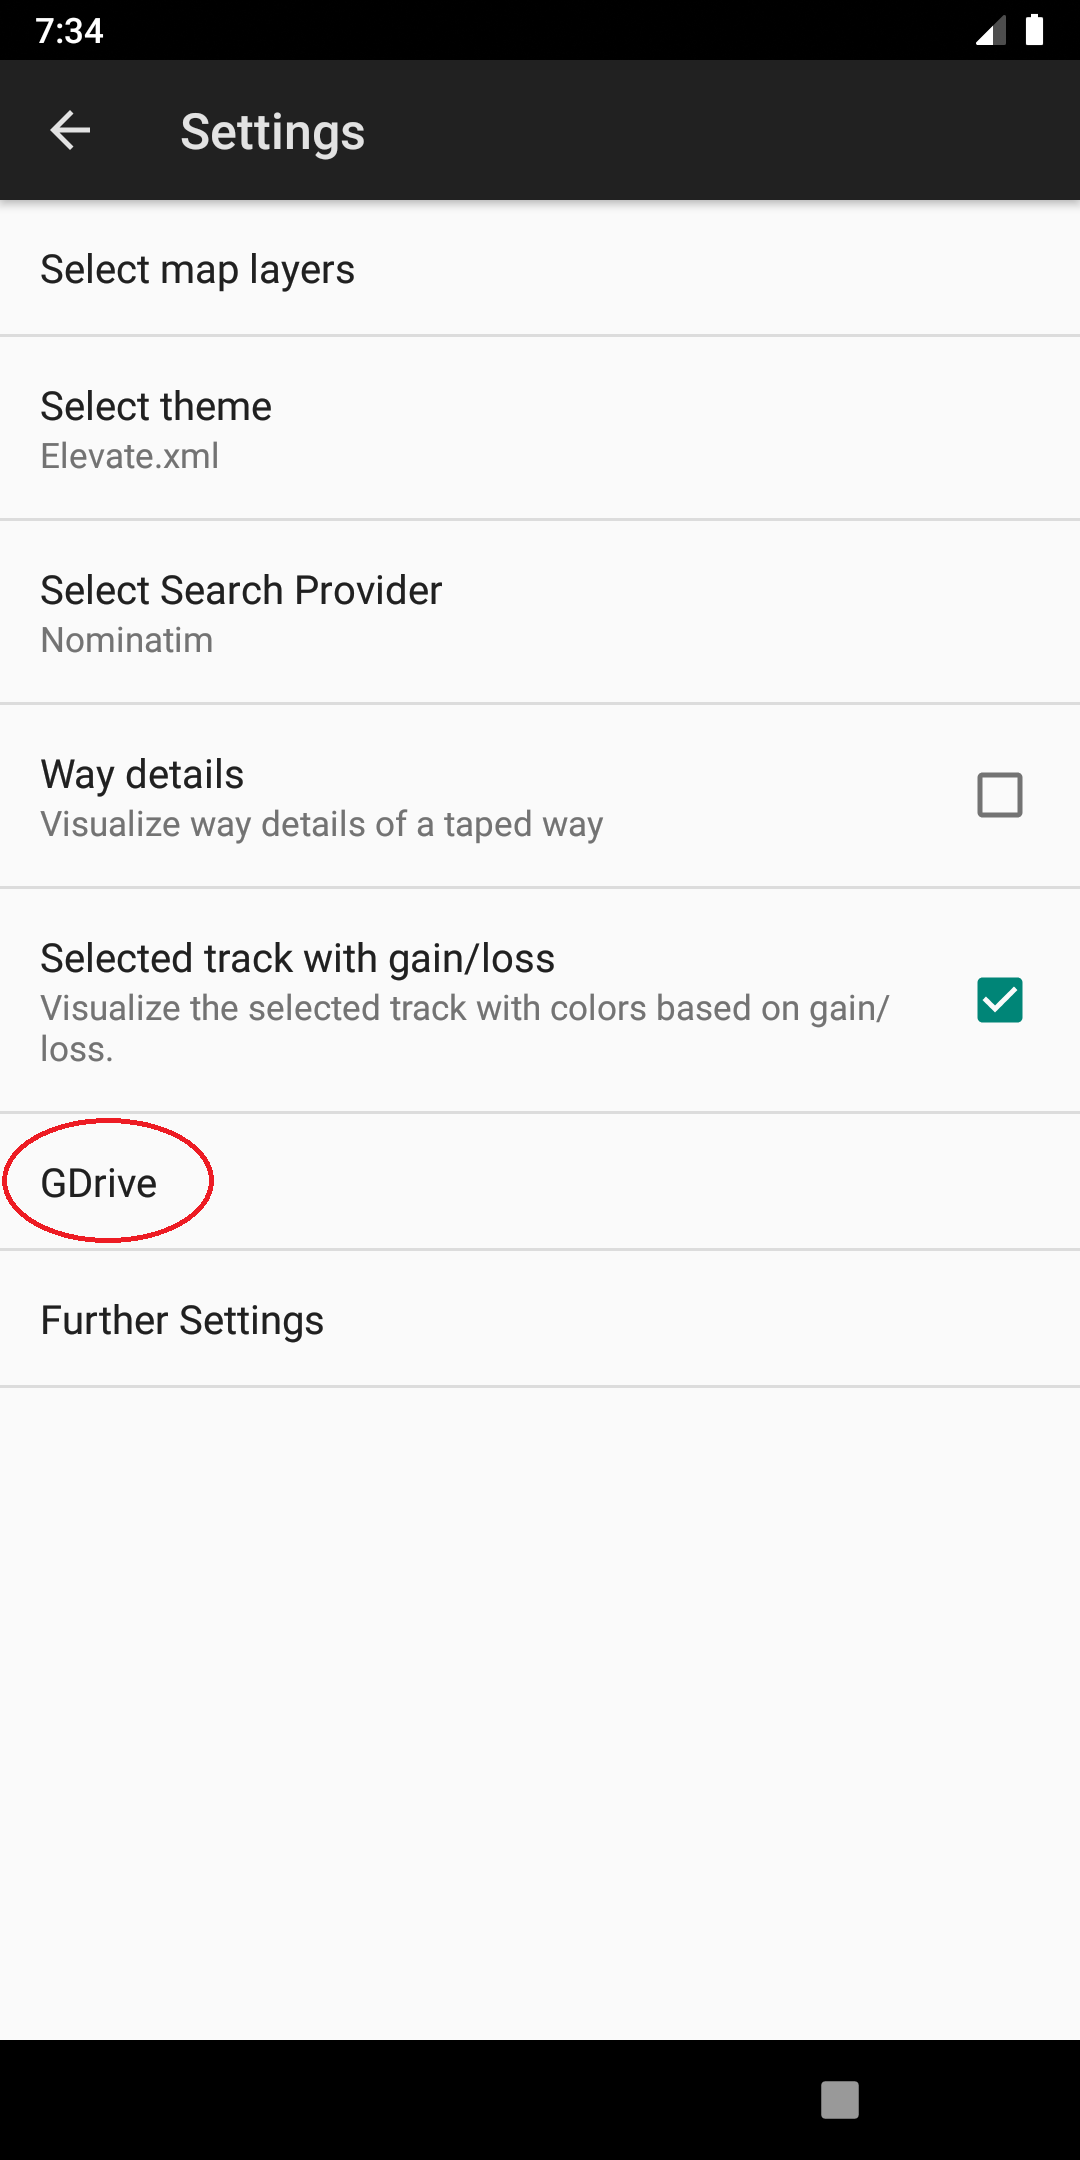 7:34
Settings
Select map layers
Select theme
Elevate.xml
Select Search Provider
Nominatim
Way details
Visualize way details of a taped way
Selected track with gain/loss
Visualize the selected track with colors based on gain/
loss.
GDrive
Further Settings